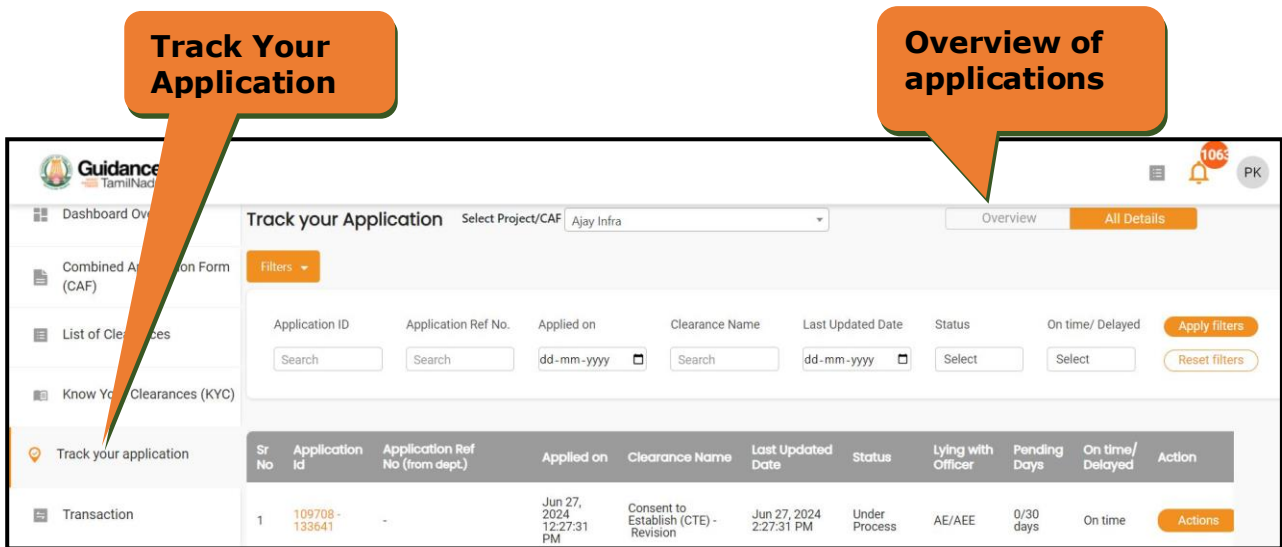 Track Your
Application
Overview of
applications
Guidance
TamilNad
1063
PK
Dashboard Ove
Track your Application
Select Project/CAF
Ajay Infra
Overview
All Details
Combined A on Form
(CAF)
Filters
List of Cle ces
Application ID
Application Ref No.
Applied on
Clearance Name
Last Updated Date
Status
On time/ Delayed
Apply filters
Search
Search
dd-mm-yyyy
Search
dd-mm-yyyy
Select
Select
Reset filters
Know Yo Clearances (KYC)
Track your application
Transaction
Sr
No
Application
Id
Application Ref
No (from dept.)
Applied on
Clearance Name
Last Updated
Date
Status
Lying with
Officer
Pending
Days
On time/
Delayed
Action
1
109708 -
133641
-
Jun 27,
2024
12:27:31
PM
Consent to
Establish (CTE) -
Revision
Jun 27, 2024
2:27:31 PM
Under
Process
AE/AEE
0/30
days
On time
Actions